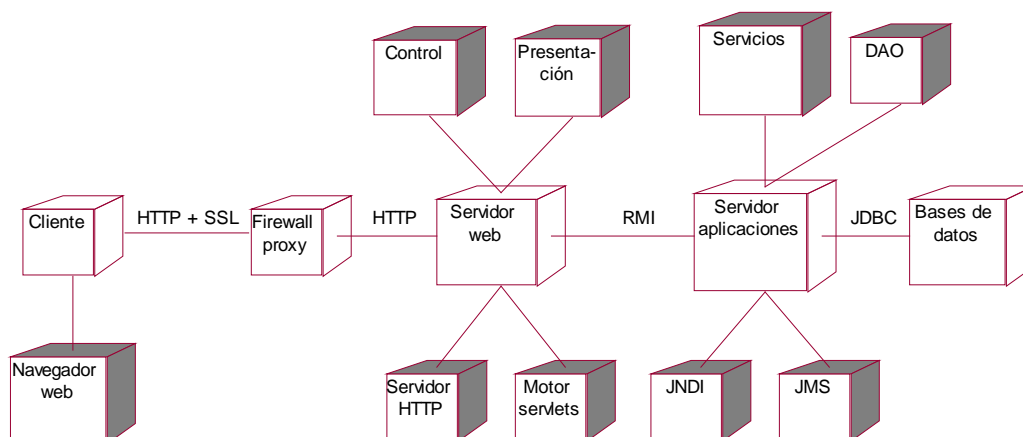 Control
Presenta-
ción
Servicios
DAO
Cliente
HTTP + SSL
Firewall
proxy
HTTP
Servidor
web
RMI
Servidor
aplicaciones
JDBC
Bases de
datos
Navegador
web
Servidor
HTTP
Motor
servlets
JNDI
JMS